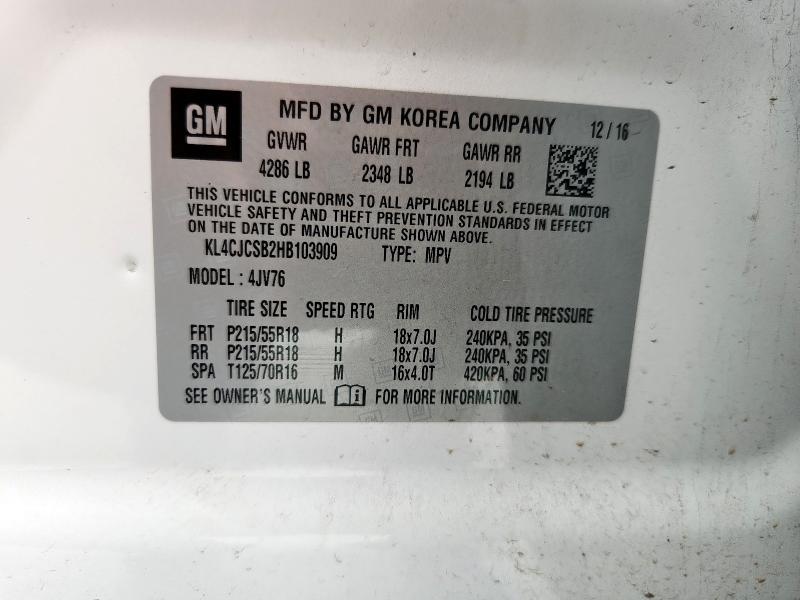 GM MFD BY GM KOREA COMPANY 12/16
GVWR GAWR FRT GAWR RR
4286 LB 2348 LB 2194 LB
THIS VEHICLE CONFORMS TO ALL APPLICABLE U.S. FEDERAL MOTOR
VEHICLE SAFETY AND THEFT PREVENTION STANDARDS IN EFFECT
ON THE DATE OF MANUFACTURE SHOWN ABOVE.
KL4CJCSB2HB103909 TYPE: MPV
MODEL : 4JV76
TIRE SIZE SPEED RTG RIM COLD TIRE PRESSURE
FRT P215/55R18 H 18x7.0J 240KPA, 35 PSI
RR P215/55R18 H 18x7.0J 240KPA, 35 PSI
SPA T125/70R16 M 16x4.0T 420KPA, 60 PSI
SEE OWNER'S MANUAL i FOR MORE INFORMATION.